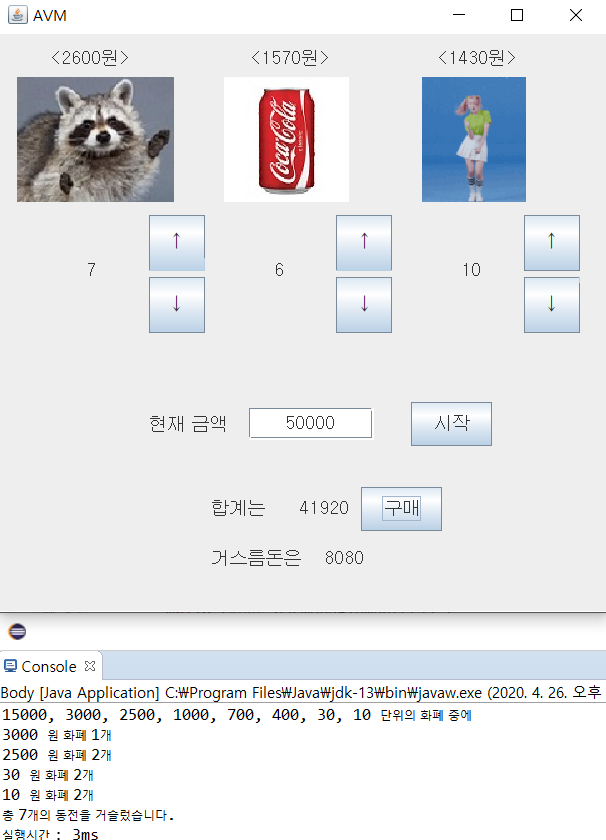 AVM
<2600원> <1570원> <1430원>
Coca-Cola
classic
↑ ↑ ↑
7 6 10
↓ ↓ ↓
현재 금액 50000 시작
합계는 41920 구매
거스름돈은 8080
Console
Body [Java Application] C:₩Program Files₩Java₩jdk-13₩bin₩javaw.exe (2020. 4. 26. 오후
15000, 3000, 2500, 1000, 700, 400, 30, 10 단위의 화폐 중에
3000 원 화폐 1개
2500 원 화폐 2개
30 원 화폐 2개
10 원 화폐 2개
총 7개의 동전을 거슬렀습니다.
실행시간 : 3ms